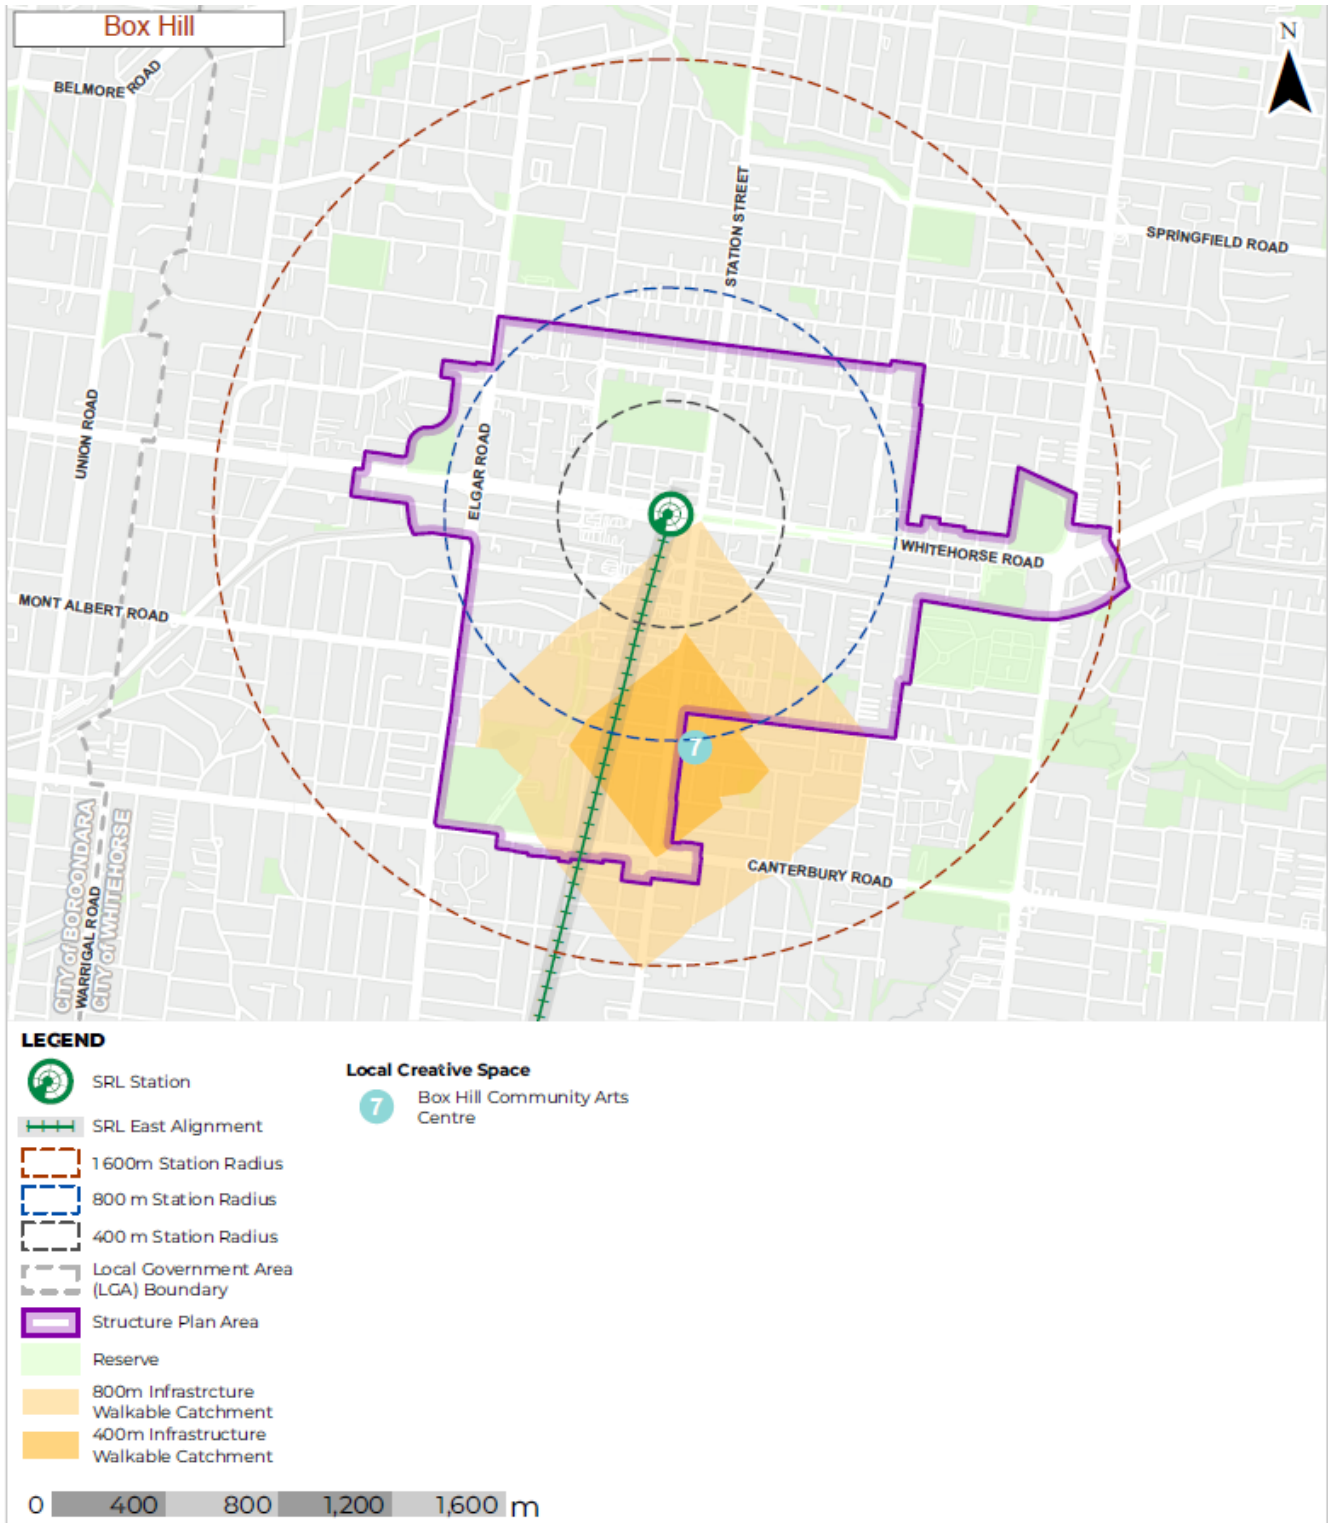 Box Hill
N
BELMORE ROAD
STATION STREET
SPRINGFIELD ROAD
UNION ROAD
ELGAR ROAD
WHITEHORSE ROAD
MONT ALBERT ROAD
7
CANTERBURY ROAD
CITY of BOROONDARA
WARRIGAL ROAD
CITY of WHITEHORSE
LEGEND
SRL Station
SRL East Alignment
1600m Station Radius
800 m Station Radius
400 m Station Radius
Local Government Area
(LGA) Boundary
Structure Plan Area
Reserve
800m Infrastrcture
Walkable Catchment
400m Infrastructure
Walkable Catchment
Local Creative Space
7 Box Hill Community Arts
Centre
0 400 800 1,200 1,600 m